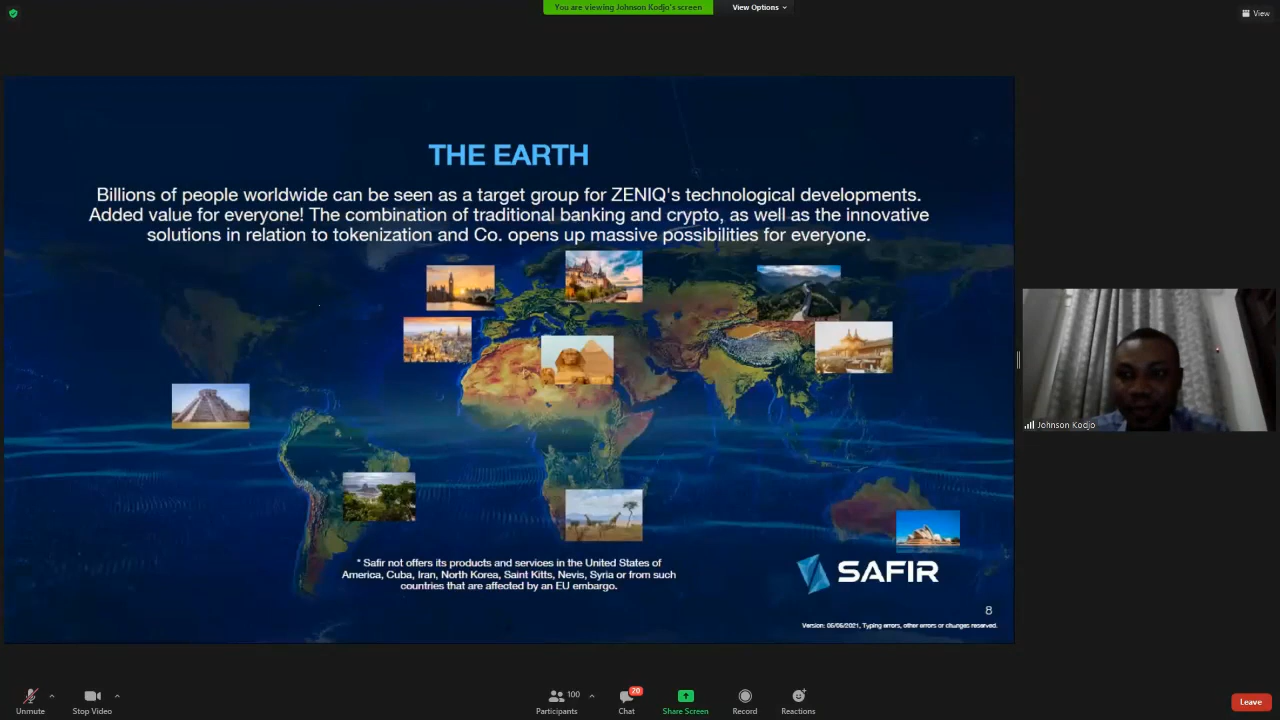 You are viewing Johnson Kodjo's screen
View Options
View
THE EARTH
Billions of people worldwide can be seen as a target group for ZENIQ's technological developments.
Added value for everyone! The combination of traditional banking and crypto, as well as the innovative
solutions in relation to tokenization and Co. opens up massive possibilities for everyone.
Johnson Kodjo
* Safir not offers its products and services in the United States of
America, Cuba, Iran, North Korea, Saint Kitts, Nevis, Syria or from such
countries that are affected by an EU embargo.
SAFIR
8
Version: 05/05/2021, Typing errors, other errors or changes reserved.
Unmute
Stop Video
Participants
100
Chat
20
Share Screen
Record
Reactions
Leave